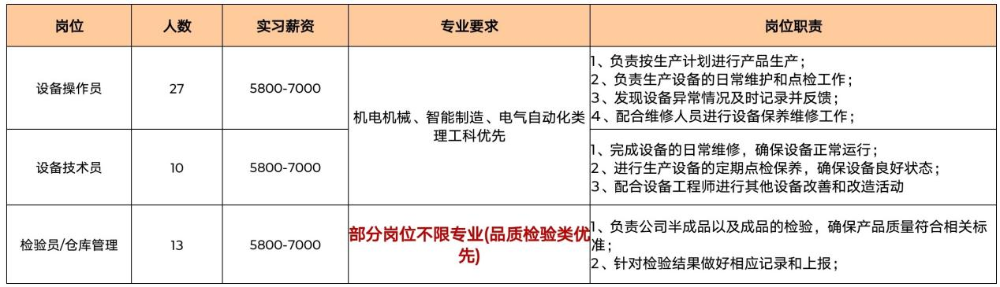 岗位
人数
实习薪资
专业要求
岗位职责
设备操作员
27
5800-7000
机电机械、智能制造、电气自动化类
理工科优先
1、负责按生产计划进行产品生产；
2、负责生产设备的日常维护和点检工作；
3、发现设备异常情况及时记录并反馈；
4、配合维修人员进行设备保养维修工作；
设备技术员
10
5800-7000
1、完成设备的日常维修，确保设备正常运行；
2、进行生产设备的定期点检保养，确保设备良好状态；
3、配合设备工程师进行其他设备改善和改造活动
检验员/仓库管理
13
5800-7000
部分岗位不限专业(品质检验类优
先)
1、负责公司半成品以及成品的检验，确保产品质量符合相关标
准；
2、针对检验结果做好相应记录和上报；